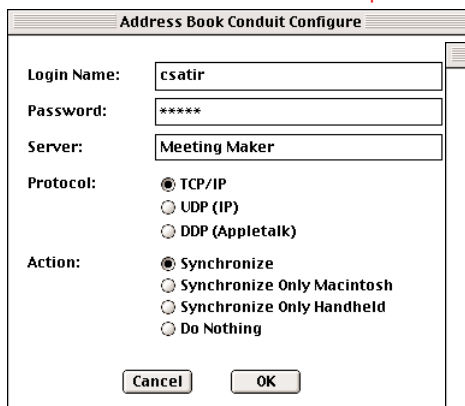 Address Book Conduit Configure
Login Name: csatir
Password: *****
Server: Meeting Maker
Protocol: TCP/IP
UDP (IP)
DDP (Appletalk)
Action: Synchronize
Synchronize Only Macintosh
Synchronize Only Handheld
Do Nothing
Cancel OK